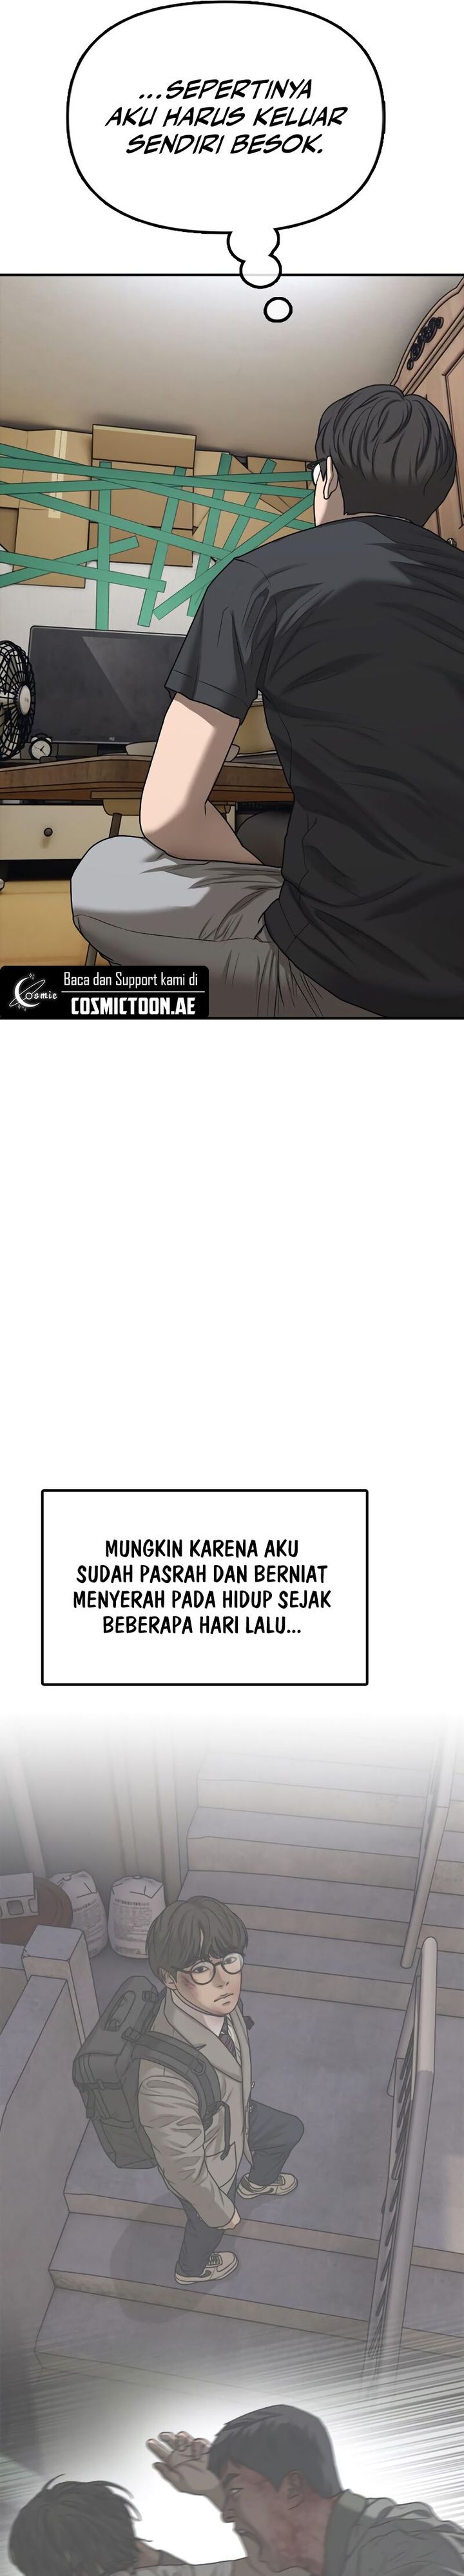 ...SEPERTINYA
AKU HARUS KELUAR
SENDIRI BESOK.
Cosmic
Baca dan Support kami di
COSMICTOON.AE
MUNGKIN KARENA AKU
SUDAH PASRAH DAN BERNIAT
MENYERAH PADA HIDUP SEJAK
BEBERAPA HARI LALU...